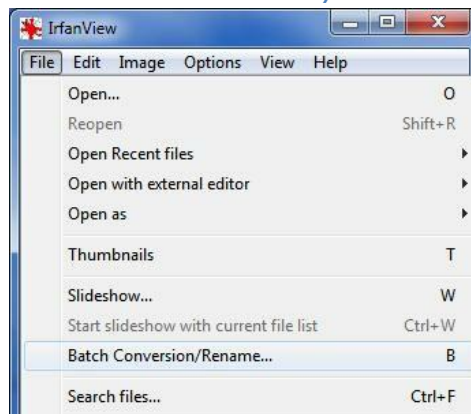 IrfanView
File Edit Image Options View Help
Open... O
Reopen Shift+R
Open Recent files
Open with external editor
Open as
Thumbnails T
Slideshow... W
Start slideshow with current file list Ctrl+W
Batch Conversion/Rename... B
Search files... Ctrl+F